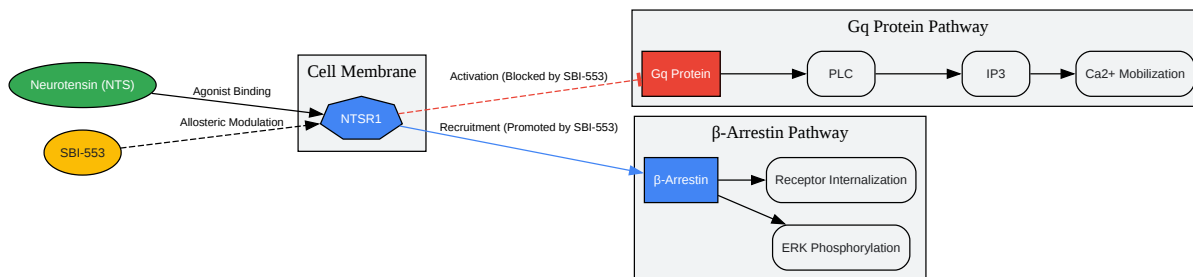 Gq Protein Pathway
Neurotensin (NTS)
Agonist Binding
Cell Membrane
NTSR1
Activation (Blocked by SBI-553)
Gq Protein
PLC
IP3
Ca2+ Mobilization
SBI-553
Allosteric Modulation
Recruitment (Promoted by SBI-553)
β-Arrestin Pathway
β-Arrestin
Receptor Internalization
ERK Phosphorylation